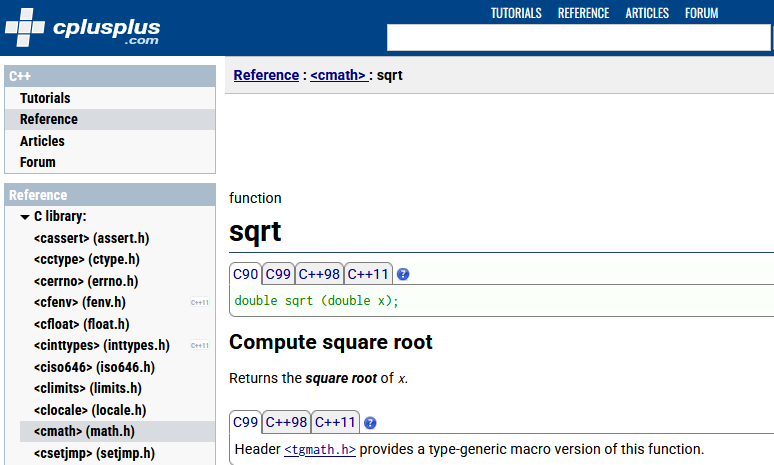 cplusplus
.com
TUTORIALS REFERENCE ARTICLES FORUM
C++
Tutorials
Reference
Articles
Forum
Reference
C library:
<cassert> (assert.h)
<cctype> (ctype.h)
<cerrno> (errno.h)
<cfenv> (fenv.h) C++11
<cfloat> (float.h)
<cinttypes> (inttypes.h) C++11
<ciso646> (iso646.h)
<climits> (limits.h)
<clocale> (locale.h)
<cmath> (math.h)
<csetjmp> (setjmp.h)
Reference : <cmath> : sqrt
function
sqrt
C90 C99 C++98 C++11 ?
double sqrt (double x);
Compute square root
Returns the square root of x.
C99 C++98 C++11 ?
Header <tgmath.h> provides a type-generic macro version of this function.